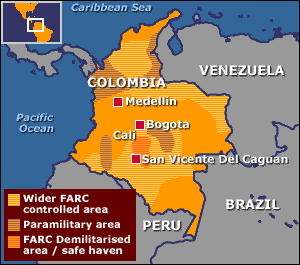 Caribbean Sea
COLOMBIA
VENEZUELA
Medellin
Pacific
Ocean
Bogota
Cali
San Vicente Del Caguan
Wider FARC
controlled area
Paramilitary area
FARC Demilitarised
area / safe haven
BRAZIL
PERU